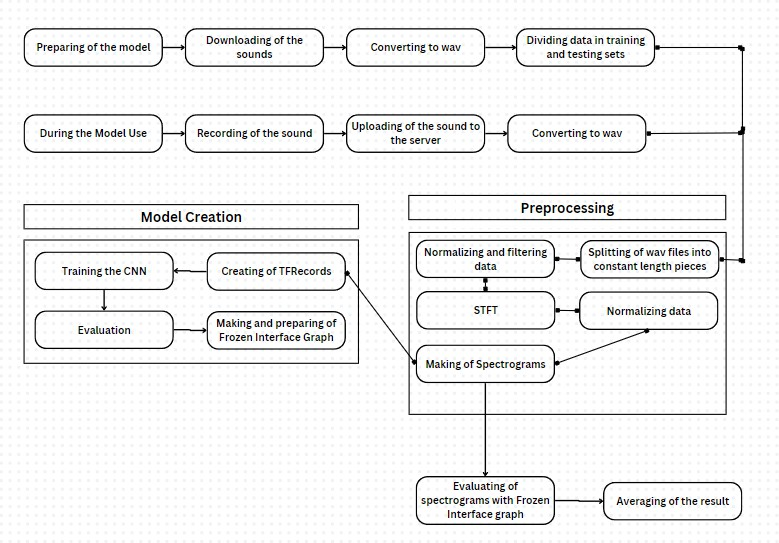 Preparing of the model
Downloading of the
sounds
Converting to wav
Dividing data in training
and testing sets
During the Model Use
Recording of the sound
Uploading of the sound to
the server
Converting to wav
Model Creation
Training the CNN
Creating of TFRecords
Evaluation
Making and preparing of
Frozen Interface Graph
Preprocessing
Normalizing and filtering
data
Splitting of wav files into
constant length pieces
STFT
Normalizing data
Making of Spectrograms
Evaluating of
spectrograms with Frozen
Interface graph
Averaging of the result